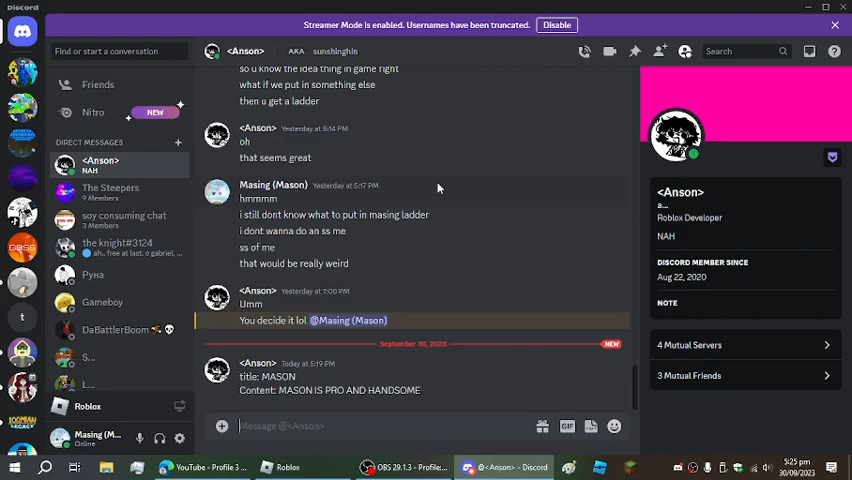 Discord
Streamer Mode is enabled. Usernames have been truncated.
Disable
Find or start a conversation
<Anson>
AKA
sunshinghin
Search
Friends
Nitro
NEW
DIRECT MESSAGES
<Anson>
NAH
The Steepers
9 Members
soy consuming chat
3 Members
the knight#3124
ah.. free at last. o gabriel, ...
Руна
Gameboy
DaBattlerBoom
S...
L...
Roblox
Masing (M...
Online
so u know the idea thing in game right
what if we put in something else
then u get a ladder
<Anson> Yesterday at 5:14 PM
oh
that seems great
Masing (Mason) Yesterday at 5:17 PM
hmmmm
i still dont know what to put in masing ladder
i dont wanna do an ss me
ss of me
that would be really weird
<Anson> Yesterday at 7:00 PM
Umm
You decide it lol @Masing (Mason)
September 30, 2023
NEW
<Anson> Today at 5:19 PM
title: MASON
Content: MASON IS PRO AND HANDSOME
Message @<Anson>
GIF
<Anson>
a...
Roblox Developer
NAH
DISCORD MEMBER SINCE
Aug 22, 2020
NOTE
4 Mutual Servers
3 Mutual Friends
YouTube - Profile 3 ...
Roblox
OBS 29.1.3 - Profile:...
@<Anson> - Discord
5:25 pm
30/09/2023